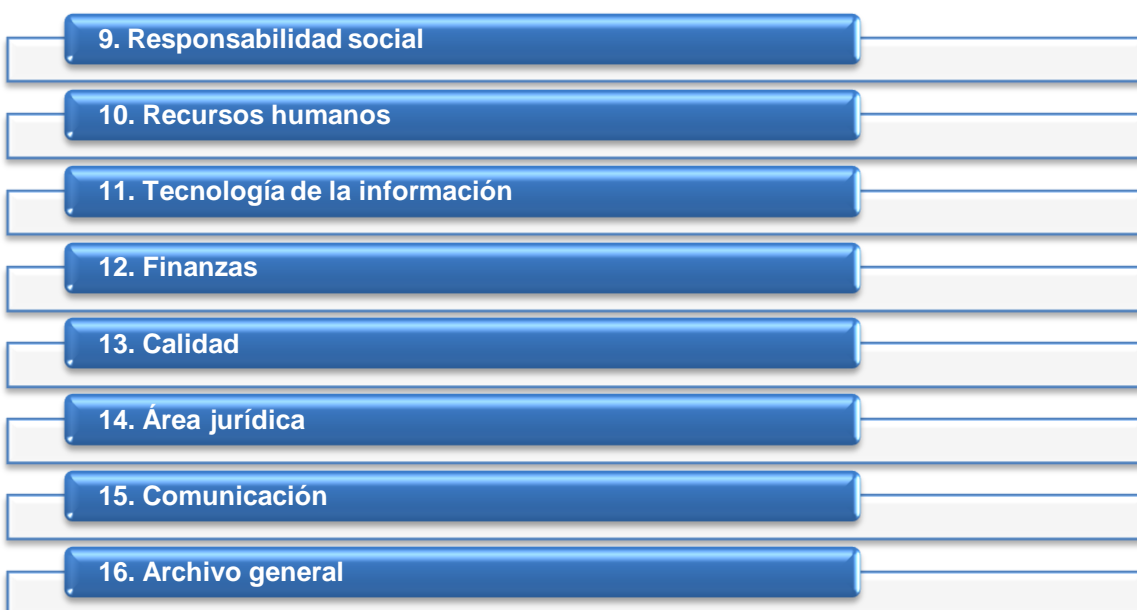 9. Responsabilidad social
10. Recursos humanos
11. Tecnología de la información
12. Finanzas
13. Calidad
14. Área jurídica
15. Comunicación
16. Archivo general